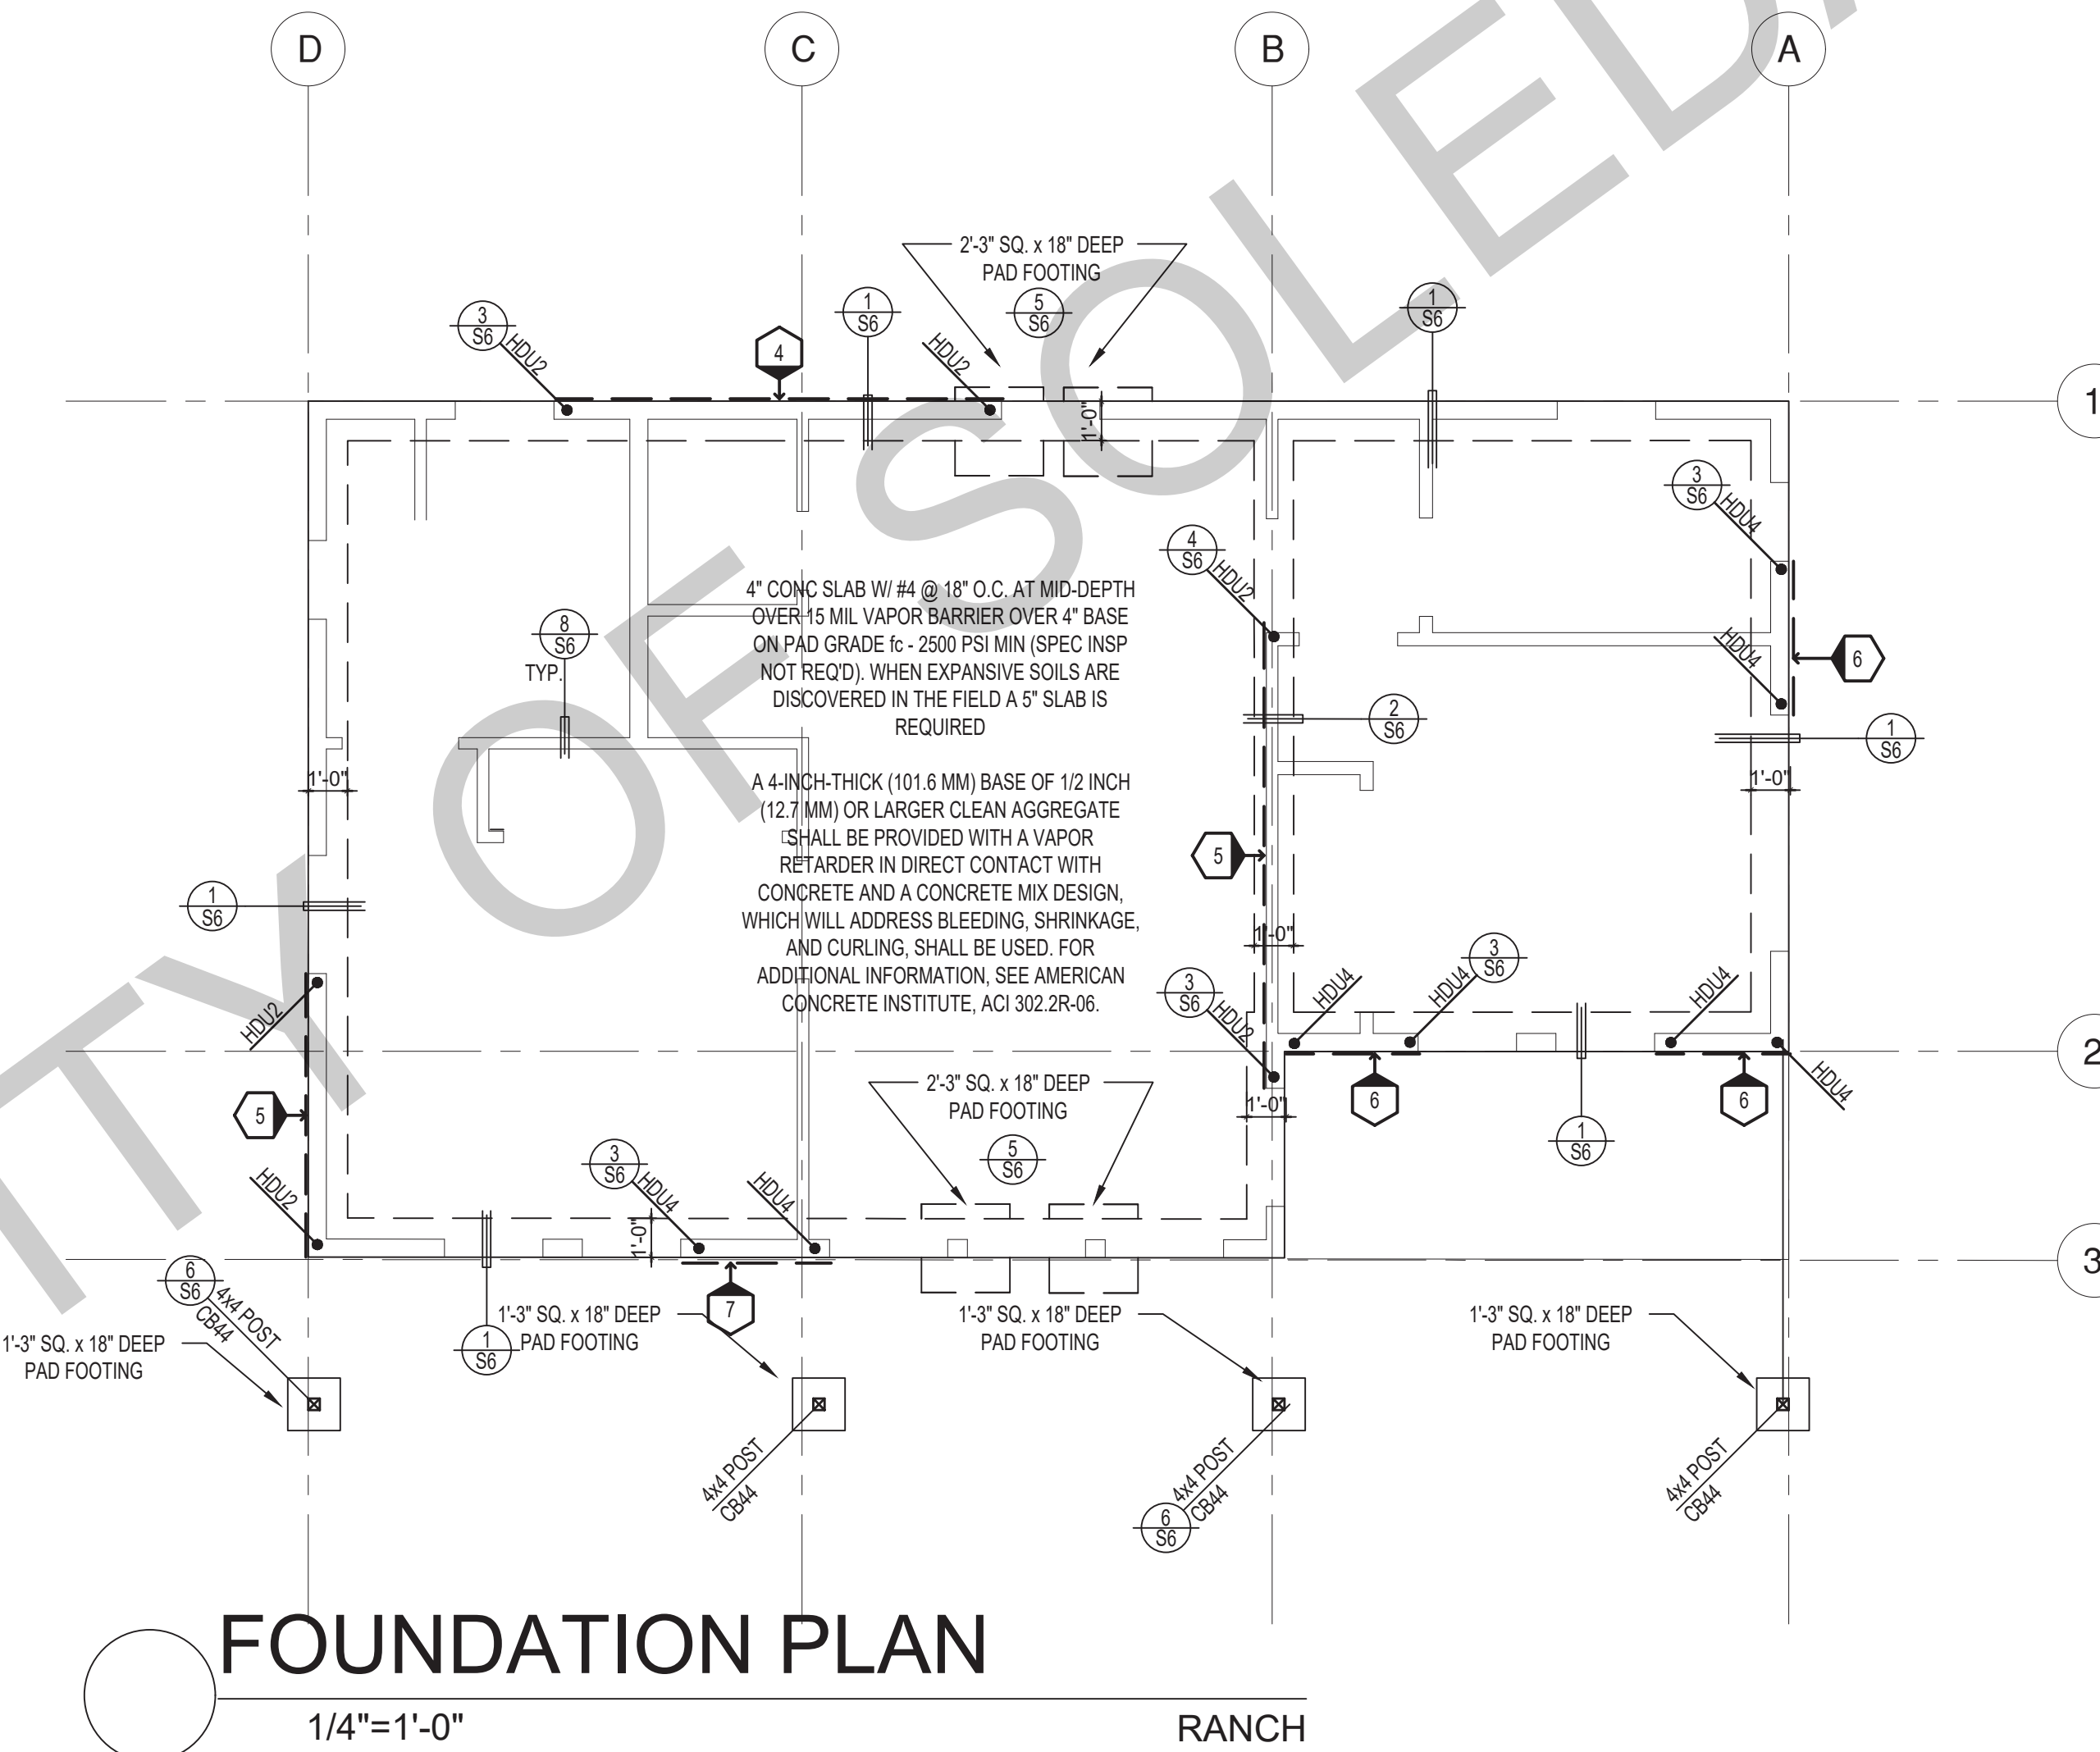 D
C
B
A
2'-3" SQ. x 18" DEEP
PAD FOOTING
5
S6
3
S6
HDU2
4
1
S6
HDU2
1
S6
1
1'-0"
3
S6
HDU4
4
S6
HDU2
4" CONC SLAB W/ #4 @ 18" O.C. AT MID-DEPTH
OVER 15 MIL VAPOR BARRIER OVER 4" BASE
ON PAD GRADE fc - 2500 PSI MIN (SPEC INSP
NOT REQ'D). WHEN EXPANSIVE SOILS ARE
DISCOVERED IN THE FIELD A 5" SLAB IS
REQUIRED
8
S6
TYP.
HDU4
6
2
S6
1
S6
1'-0"
1'-0"
A 4-INCH-THICK (101.6 MM) BASE OF 1/2 INCH
(12.7 MM) OR LARGER CLEAN AGGREGATE
SHALL BE PROVIDED WITH A VAPOR
RETARDER IN DIRECT CONTACT WITH
CONCRETE AND A CONCRETE MIX DESIGN,
WHICH WILL ADDRESS BLEEDING, SHRINKAGE,
AND CURLING, SHALL BE USED. FOR
ADDITIONAL INFORMATION, SEE AMERICAN
CONCRETE INSTITUTE, ACI 302.2R-06.
5
1
S6
1'-0"
3
S6
HDU2
HDU4
HDU4
3
S6
HDU4
HDU2
2
HDU4
2'-3" SQ. x 18" DEEP
PAD FOOTING
5
S6
1'-0"
6
6
5
1
S6
3
S6
HDU4
HDU4
HDU2
1'-0"
3
6
S6
4x4 POST
CB44
1'-3" SQ. x 18" DEEP
PAD FOOTING
1
S6
1'-3" SQ. x 18" DEEP
PAD FOOTING
7
1'-3" SQ. x 18" DEEP
PAD FOOTING
1'-3" SQ. x 18" DEEP
PAD FOOTING
4x4 POST
CB44
4x4 POST
CB44
6
S6
4x4 POST
CB44
FOUNDATION PLAN
1/4"=1'-0"
RANCH
ITY OF SOLED